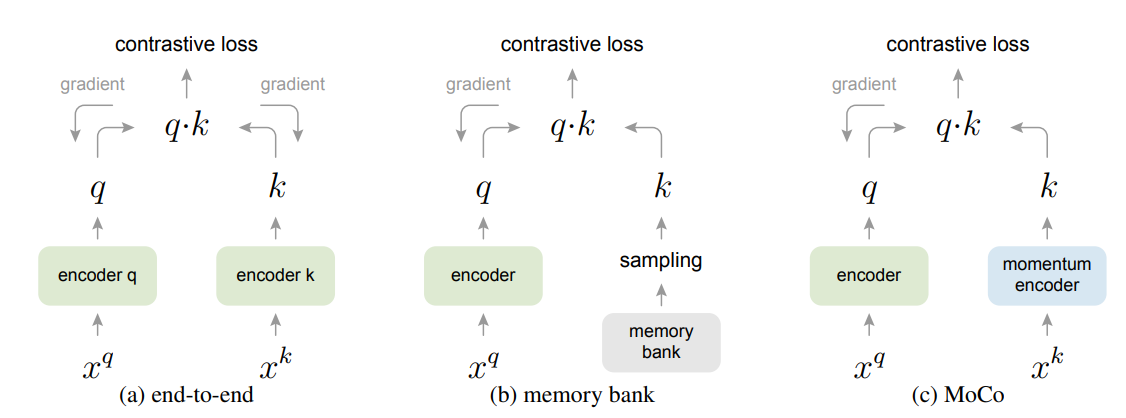 contrastive loss
gradient
gradient
q·k
q
k
encoder q
encoder k
x^q
x^k
(a) end-to-end
contrastive loss
gradient
q·k
q
k
encoder
sampling
memory
bank
x^q
(b) memory bank
contrastive loss
gradient
q·k
q
k
encoder
momentum
encoder
x^q
x^k
(c) MoCo